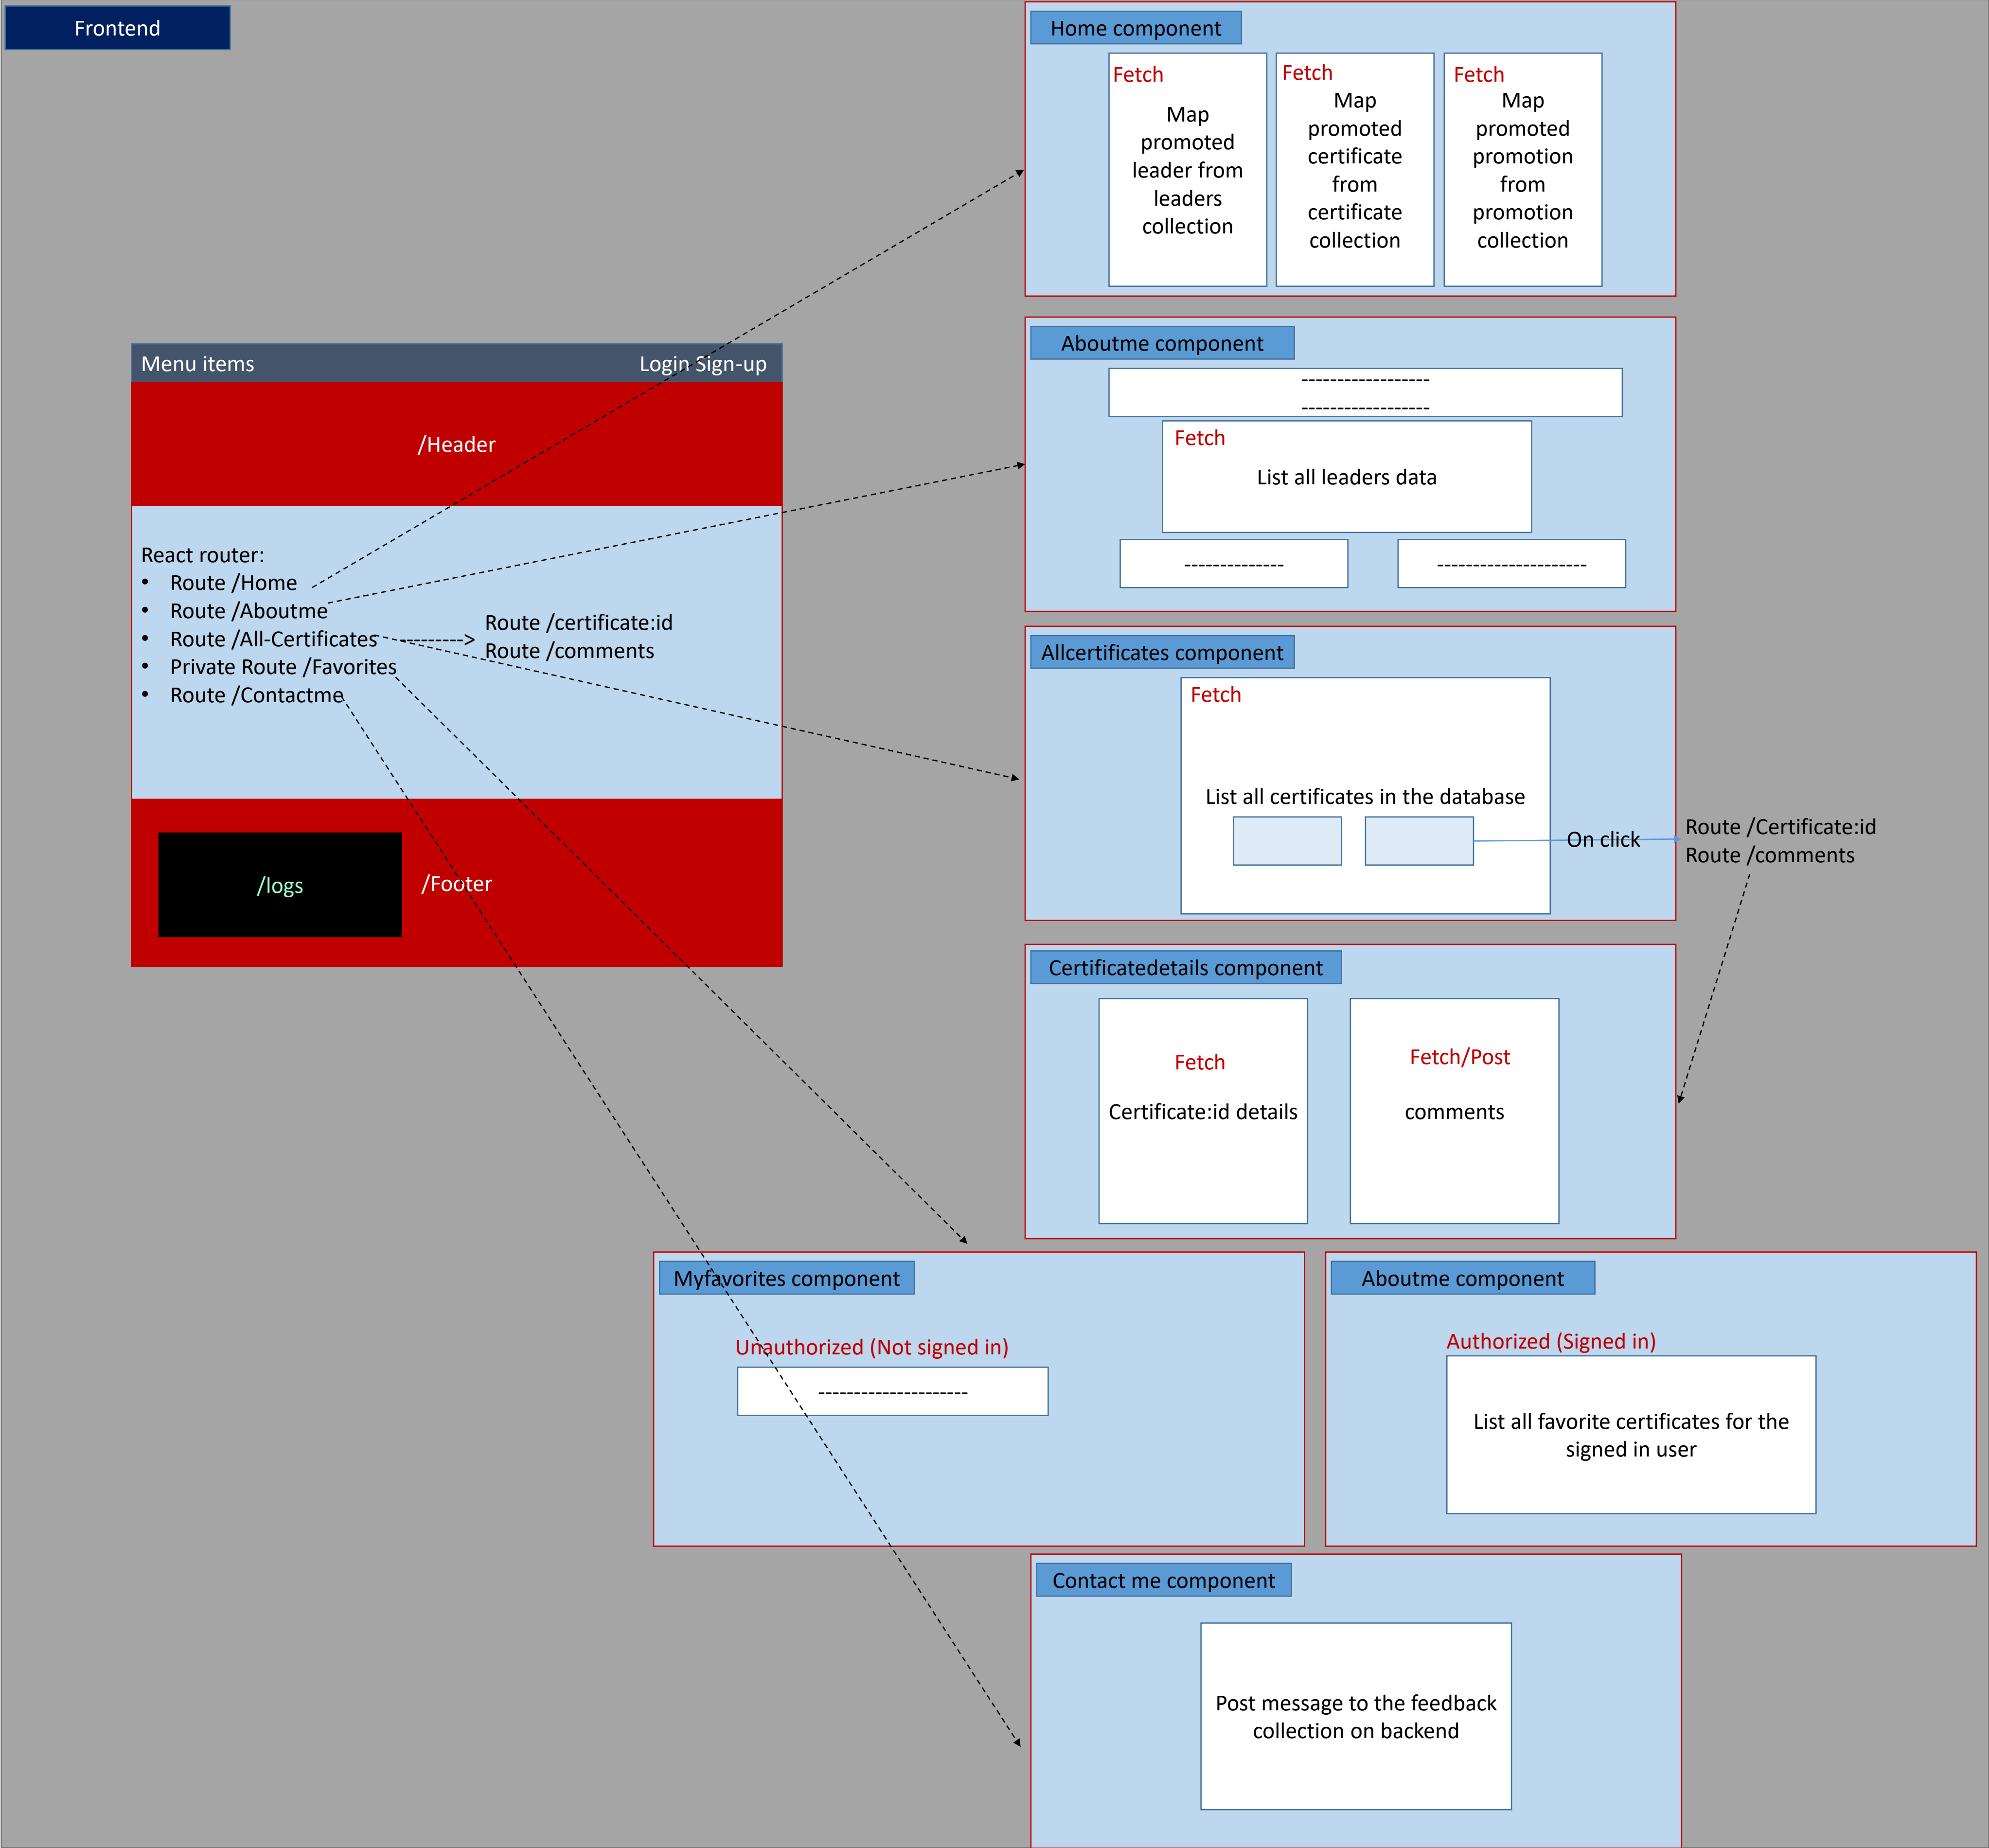 Frontend
Menu items
Login Sign-up
/Header
React router:
• Route /Home
• Route /Aboutme
• Route /All-Certificates
• Private Route /Favorites
• Route /Contactme
--------->
Route /certificate:id
Route /comments
/logs
/Footer
Home component
Fetch
Map
promoted
leader from
leaders
collection
Fetch
Map
promoted
certificate
from
certificate
collection
Fetch
Map
promoted
promotion
from
promotion
collection
Aboutme component
------------------
------------------
Fetch
List all leaders data
--------------
---------------------
Allcertificates component
Fetch
List all certificates in the database
On click
Route /Certificate:id
Route /comments
Certificatedetails component
Fetch
Certificate:id details
Fetch/Post
comments
Myfavorites component
Unauthorized (Not signed in)
---------------------
Aboutme component
Authorized (Signed in)
List all favorite certificates for the
signed in user
Contact me component
Post message to the feedback
collection on backend